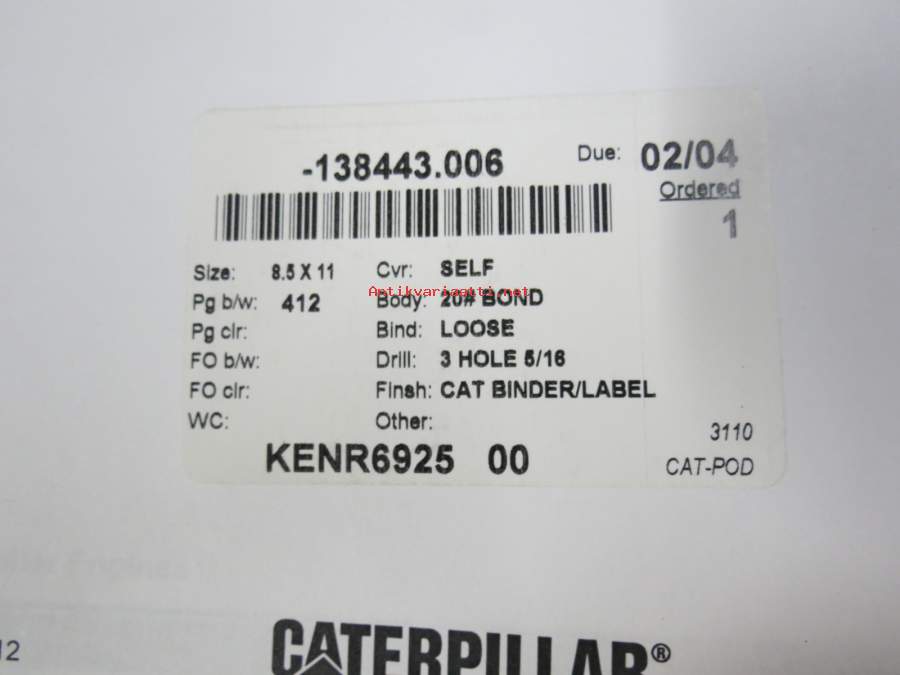 -138443.006 Due: 02/04
Ordered
1
Size: 8.5 X 11 Cvr: SELF
Antikvariaatti.net
Pg b/w: 412 Body: 20# BOND
Pg clr: Bind: LOOSE
FO b/w: Drill: 3 HOLE 5/16
FO clr: Finsh: CAT BINDER/LABEL
WC: Other:
3110
KENR6925 00 CAT-POD
12
CATERPILLAR®